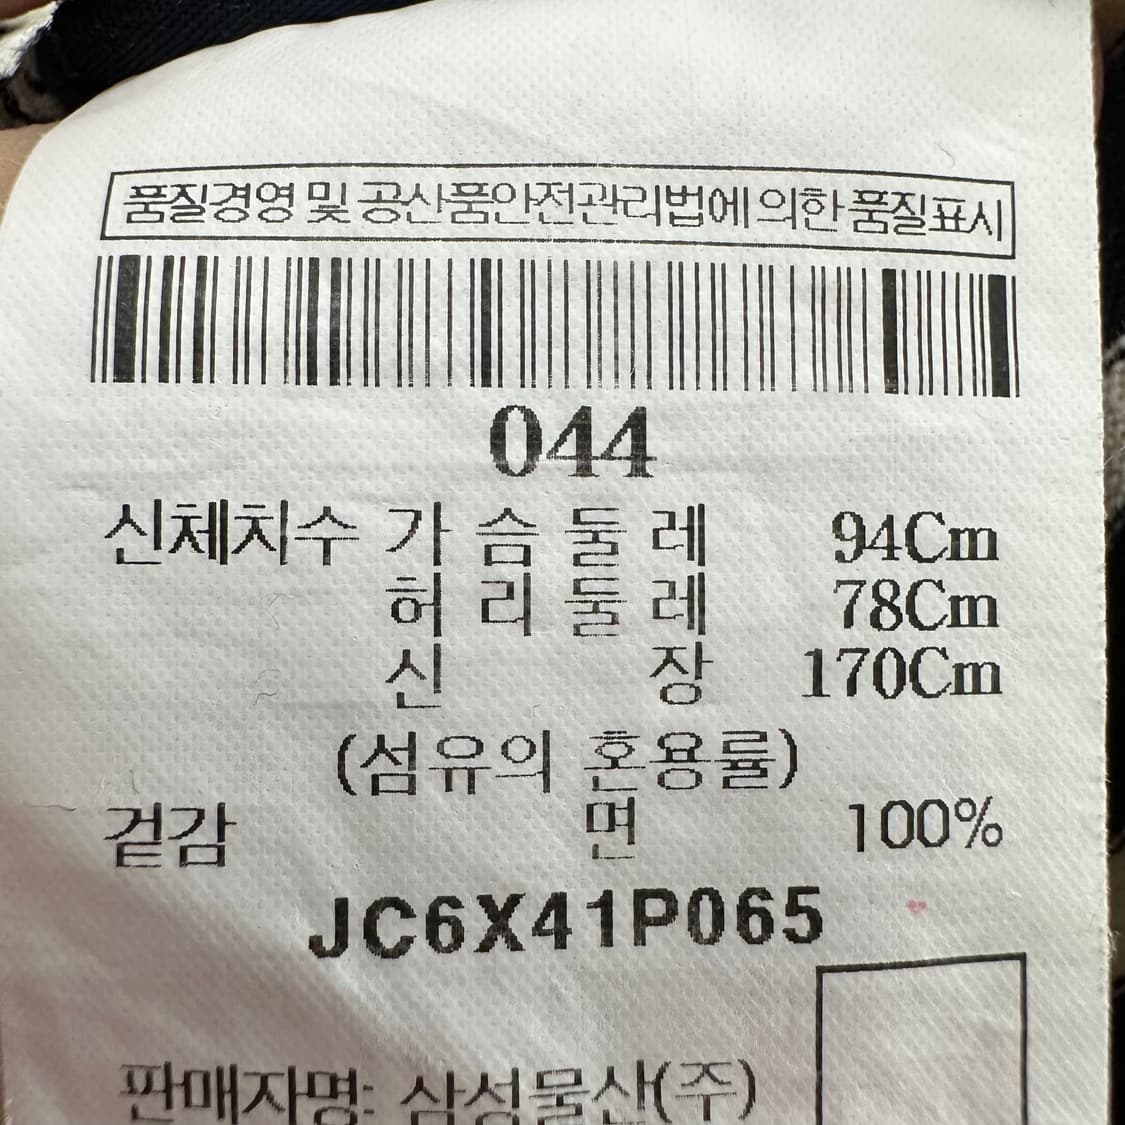 품질경영 및 공산품안전관리법에 의한 품질표시
044
신체치수 가슴둘레 94Cm
허리둘레 78Cm
신장 170Cm
(섬유의 혼용률)
겉감 면 100%
JC6X41P065
판매자명: 삼성물산(주)